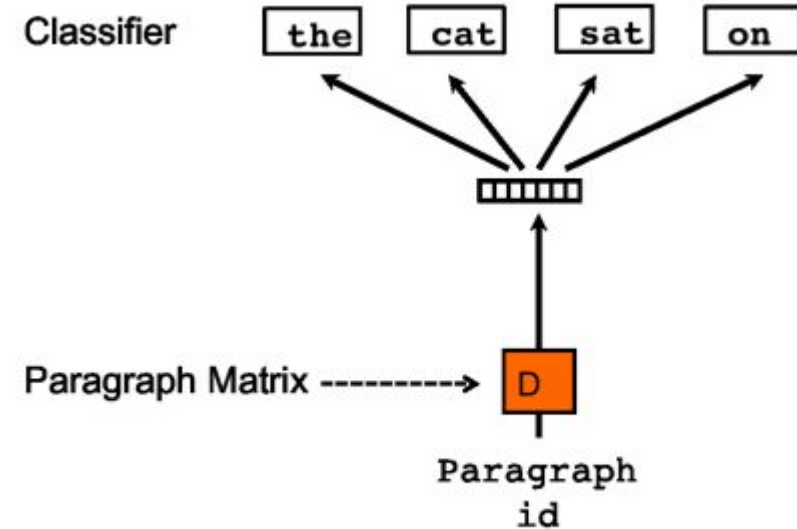 Classifier the cat sat on
Paragraph Matrix D
Paragraph
id